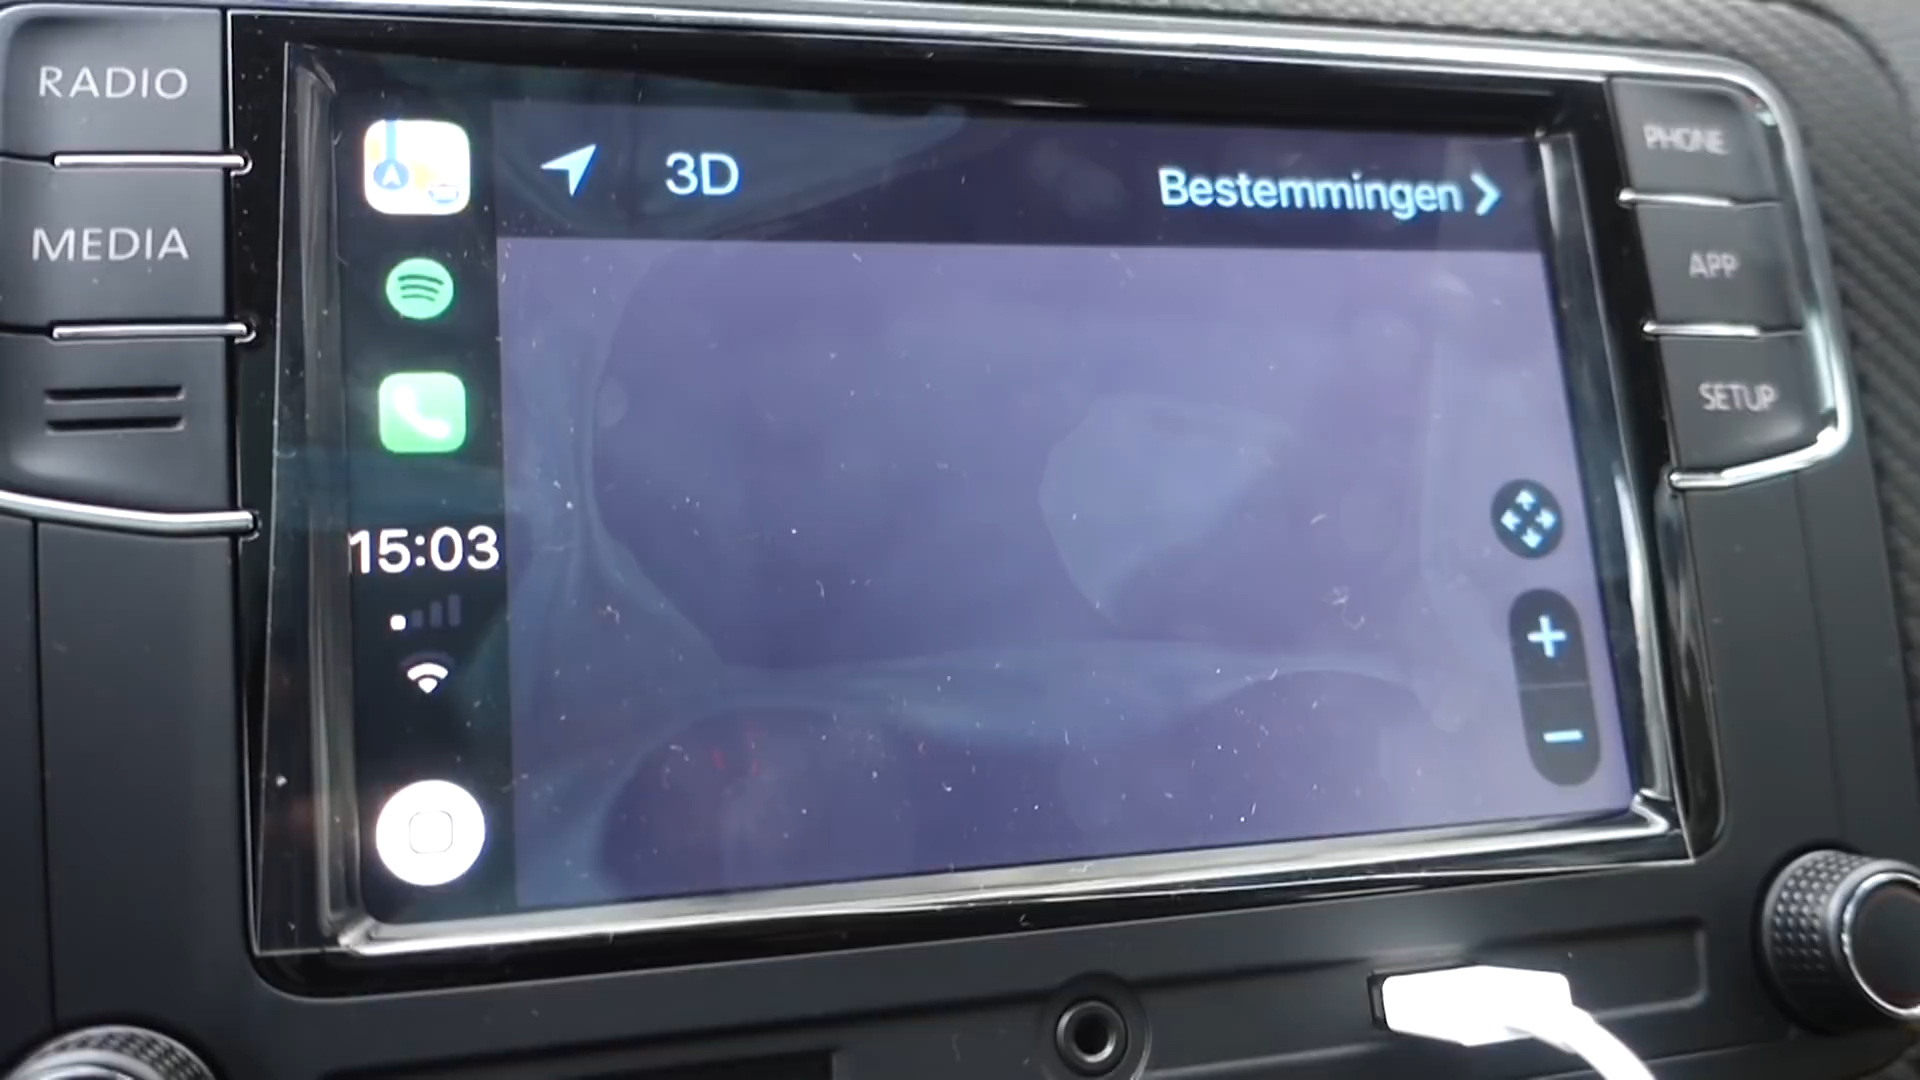 RADIO
MEDIA
3D
Bestemmingen
15:03
PHONE
APP
SETUP